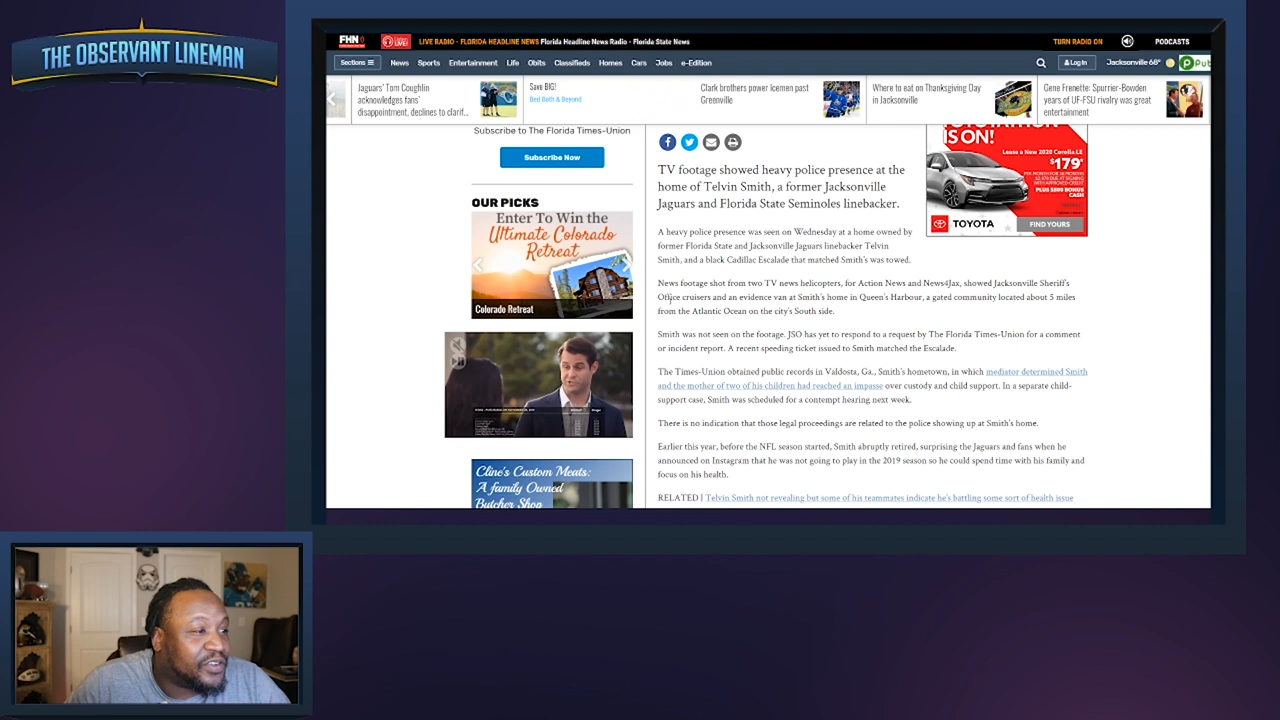 THE OBSERVANT LINEMAN
FHN
LIVE!
LIVE RADIO - FLORIDA HEADLINE NEWS Florida Headline News Radio - Florida State News
TURN RADIO ON
PODCASTS
Sections
News Sports Entertainment Life Obits Classifieds Homes Cars Jobs e-Edition
Log In
Jacksonville 68°
Jaguars' Tom Coughlin
acknowledges fans'
disappointment, declines to clarif...
Save BIG!
Bed Bath & Beyond
Clark brothers power Icemen past
Greenville
Where to eat on Thanksgiving Day
in Jacksonville
Gene Frenette: Spurrier-Bowden
years of UF-FSU rivalry was great
entertainment
Subscribe to The Florida Times-Union
Subscribe Now
OUR PICKS
Enter To Win the
Ultimate Colorado
Retreat
Colorado Retreat
Cline's Custom Meats:
A family Owned
Butcher Shop
TV footage showed heavy police presence at the
home of Telvin Smith, a former Jacksonville
Jaguars and Florida State Seminoles linebacker.
A heavy police presence was seen on Wednesday at a home owned by
former Florida State and Jacksonville Jaguars linebacker Telvin
Smith, and a black Cadillac Escalade that matched Smith's was towed.
News footage shot from two TV news helicopters, for Action News and News4Jax, showed Jacksonville Sheriff's
Office cruisers and an evidence van at Smith's home in Queen's Harbour, a gated community located about 5 miles
from the Atlantic Ocean on the city's South side.
Smith was not seen on the footage. JSO has yet to respond to a request by The Florida Times-Union for a comment
or incident report. A recent speeding ticket issued to Smith matched the Escalade.
The Times-Union obtained public records in Valdosta, Ga., Smith's hometown, in which mediator determined Smith
and the mother of two of his children had reached an impasse over custody and child support. In a separate child-
support case, Smith was scheduled for a contempt hearing next week.
There is no indication that those legal proceedings are related to the police showing up at Smith's home.
Earlier this year, before the NFL season started, Smith abruptly retired, surprising the Jaguars and fans when he
announced on Instagram that he was not going to play in the 2019 season so he could spend time with his family and
focus on his health.
RELATED | Telvin Smith not revealing but some of his teammates indicate he's battling some sort of health issue
IS ON!
Lease a New 2020 Corolla LE
$179
PLUS $500 BONUS
CASH
TOYOTA
FIND YOURS